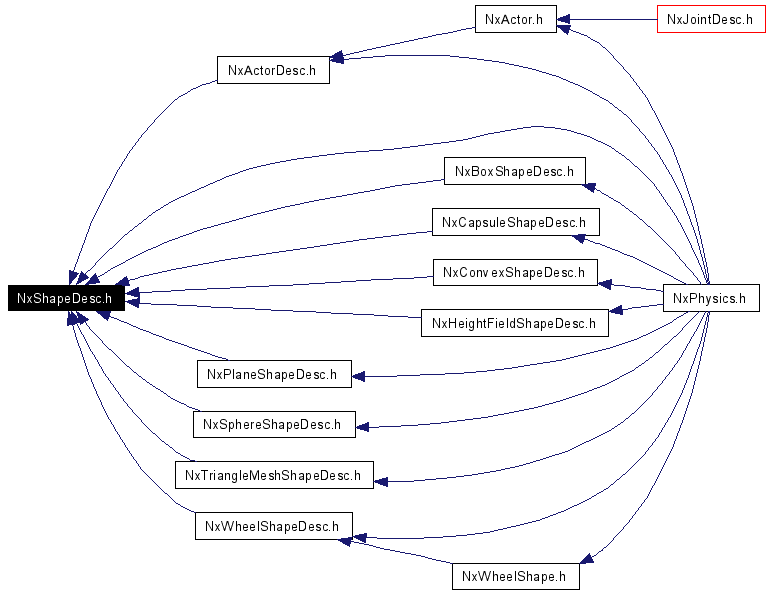 NxActor.h
NxJointDesc.h
NxActorDesc.h
NxBoxShapeDesc.h
NxCapsuleShapeDesc.h
NxConvexShapeDesc.h
NxShapeDesc.h
NxPhysics.h
NxHeightFieldShapeDesc.h
NxPlaneShapeDesc.h
NxSphereShapeDesc.h
NxTriangleMeshShapeDesc.h
NxWheelShapeDesc.h
NxWheelShape.h